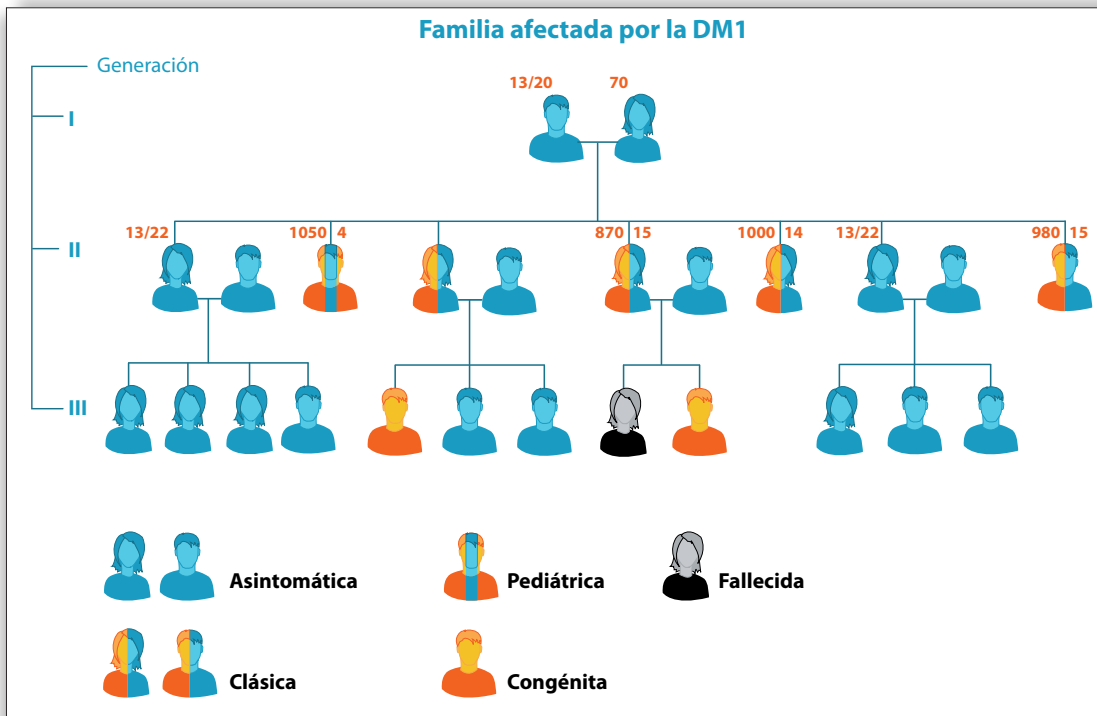 Familia afectada por la DM1
Generación
13/20 70
I
13/22 1050 4 870 15 1000 14 13/22 980 15
II
III
Asintomática Pediátrica Fallecida
Clásica Congénita